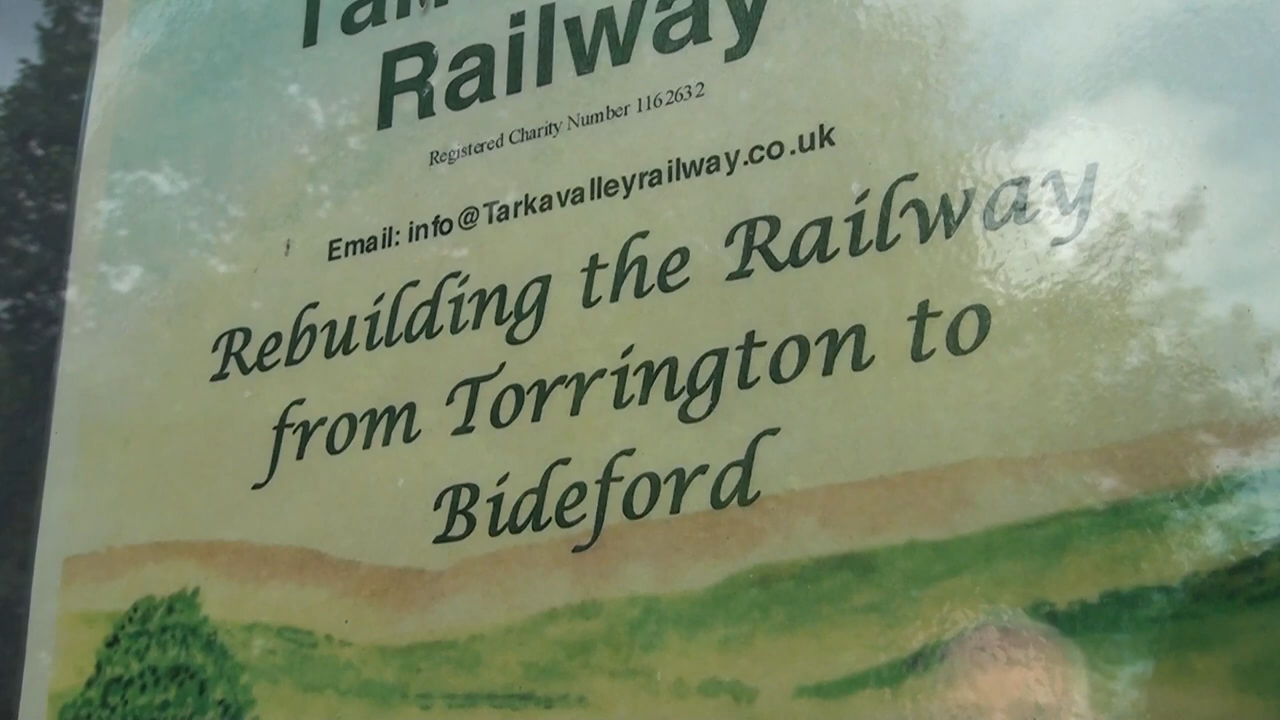 Railway
Registered Charity Number 1162632
Email: info@Tarkavalleyrailway.co.uk
Rebuilding the Railway
from Torrington to
Bideford